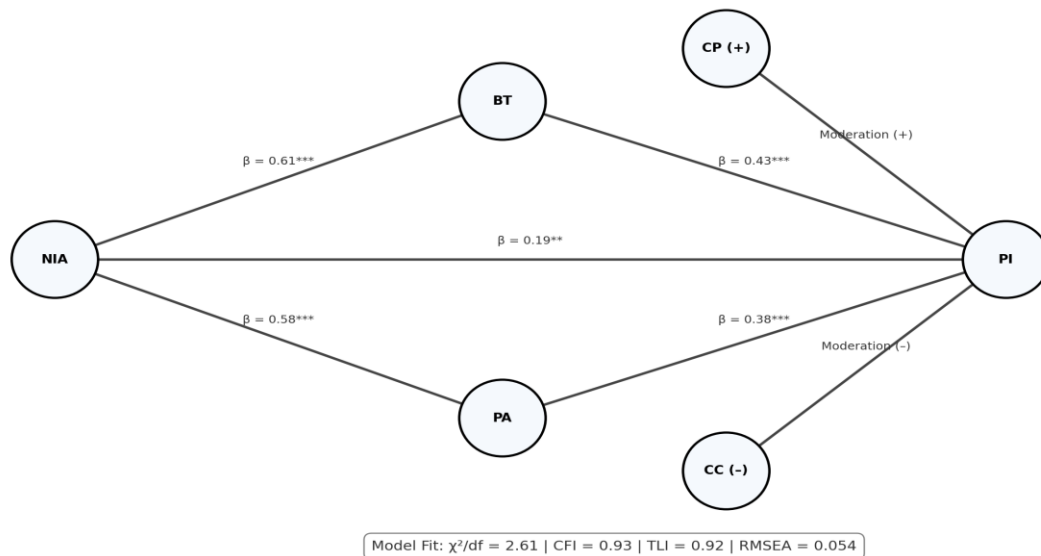 CP (+)
BT
Moderation (+)
β = 0.61***
β = 0.43***
β = 0.19**
NIA
PI
β = 0.58***
β = 0.38***
Moderation (–)
PA
CC (–)
Model Fit: χ²/df = 2.61 | CFI = 0.93 | TLI = 0.92 | RMSEA = 0.054